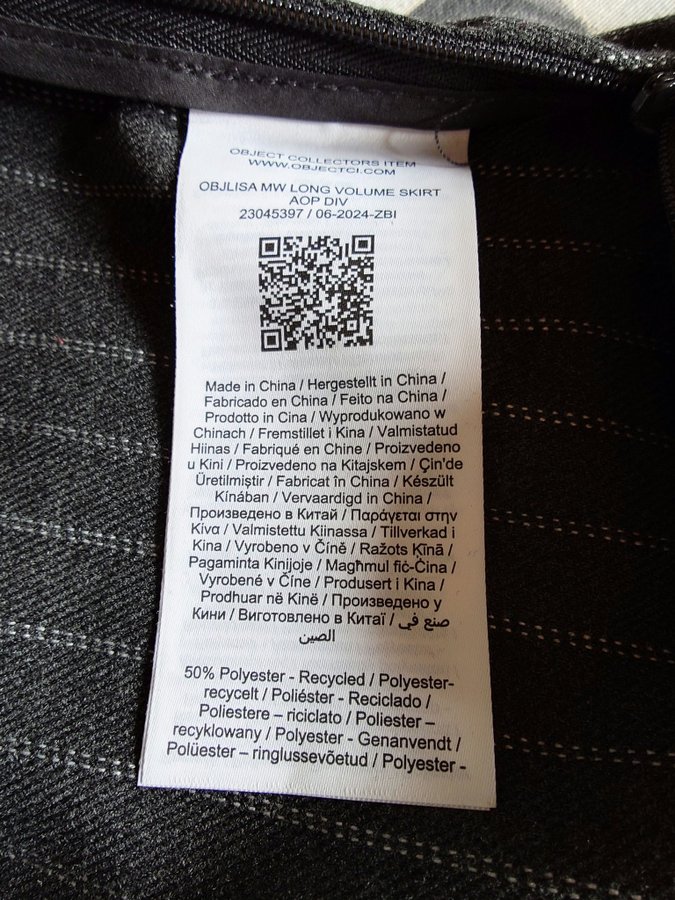 OBJECT COLLECTORS ITEM
WWW.OBJECTCI.COM
OBJLISA MW LONG VOLUME SKIRT
AOP DIV
23045397 / 06-2024-ZBI
Made in China / Hergestellt in China /
Fabricado en China / Feito na China /
Prodotto in Cina / Wyprodukowano w
Chinach / Fremstillet i Kina / Valmistatud
Hiinas / Fabriqué en Chine / Proizvedeno
u Kini / Proizvedeno na Kitajskem / Çin'de
Üretilmiştir / Fabricat în China / Készült
Kínában / Vervaardigd in China /
Произведено в Китай / Παράγεται στην
Κίνα / Valmistettu Kiinassa / Tillverkad i
Kina / Vyrobeno v Číně / Ražots Ķīnā /
Pagaminta Kinijoje / Magħmul fiċ-Ċina /
Vyrobené v Číne / Produsert i Kina /
Prodhuar në Kinë / Произведено у
Кини / Виготовлено в Китаї / صنع في
الصين
50% Polyester - Recycled / Polyester-
recycelt / Poliéster - Reciclado /
Poliestere – riciclato / Poliester –
recyklowany / Polyester - Genanvendt /
Polüester – ringlussevõetud / Polyester -